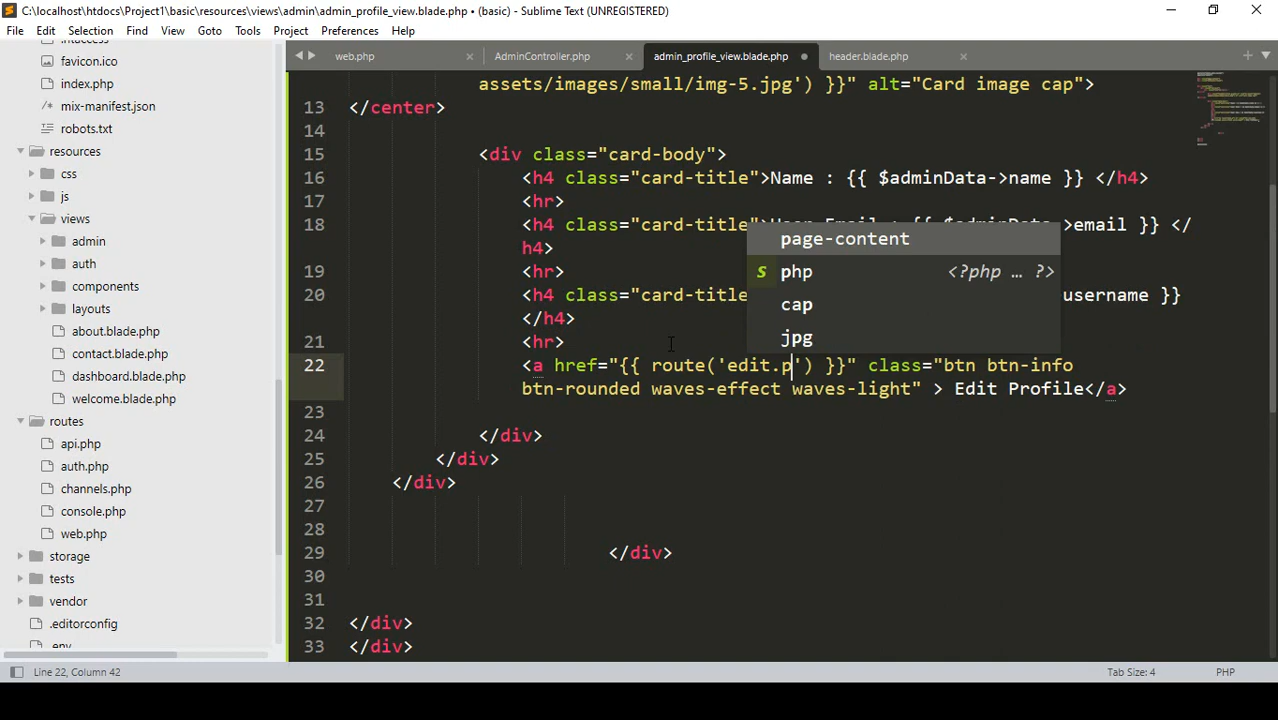 C:\localhost\htdocs\Project1\basic\resources\views\admin\admin_profile_view.blade.php • (basic) - Sublime Text (UNREGISTERED)
File Edit Selection Find View Goto Tools Project Preferences Help
favicon.ico
index.php
mix-manifest.json
robots.txt
resources
css
js
views
admin
auth
components
layouts
about.blade.php
contact.blade.php
dashboard.blade.php
welcome.blade.php
routes
api.php
auth.php
channels.php
console.php
web.php
storage
tests
vendor
.editorconfig
.env
web.php AdminController.php admin_profile_view.blade.php header.blade.php
assets/images/small/img-5.jpg') }}" alt="Card image cap">
13 </center>
14
15 <div class="card-body">
16 <h4 class="card-title">Name : {{ $adminData->name }} </h4>
17 <hr>
18 <h4 class="card-title">User Email : {{ $adminData->email }} </
h4>
19 <hr>
20 <h4 class="card-title username }}
</h4>
21 <hr>
22 <a href="{{ route('edit.p') }}" class="btn btn-info
btn-rounded waves-effect waves-light" > Edit Profile</a>
23
24 </div>
25 </div>
26 </div>
27
28
29 </div>
30
31
32 </div>
33 </div>
page-content
s php <?php … ?>
cap
jpg
Line 22, Column 42
Tab Size: 4
PHP